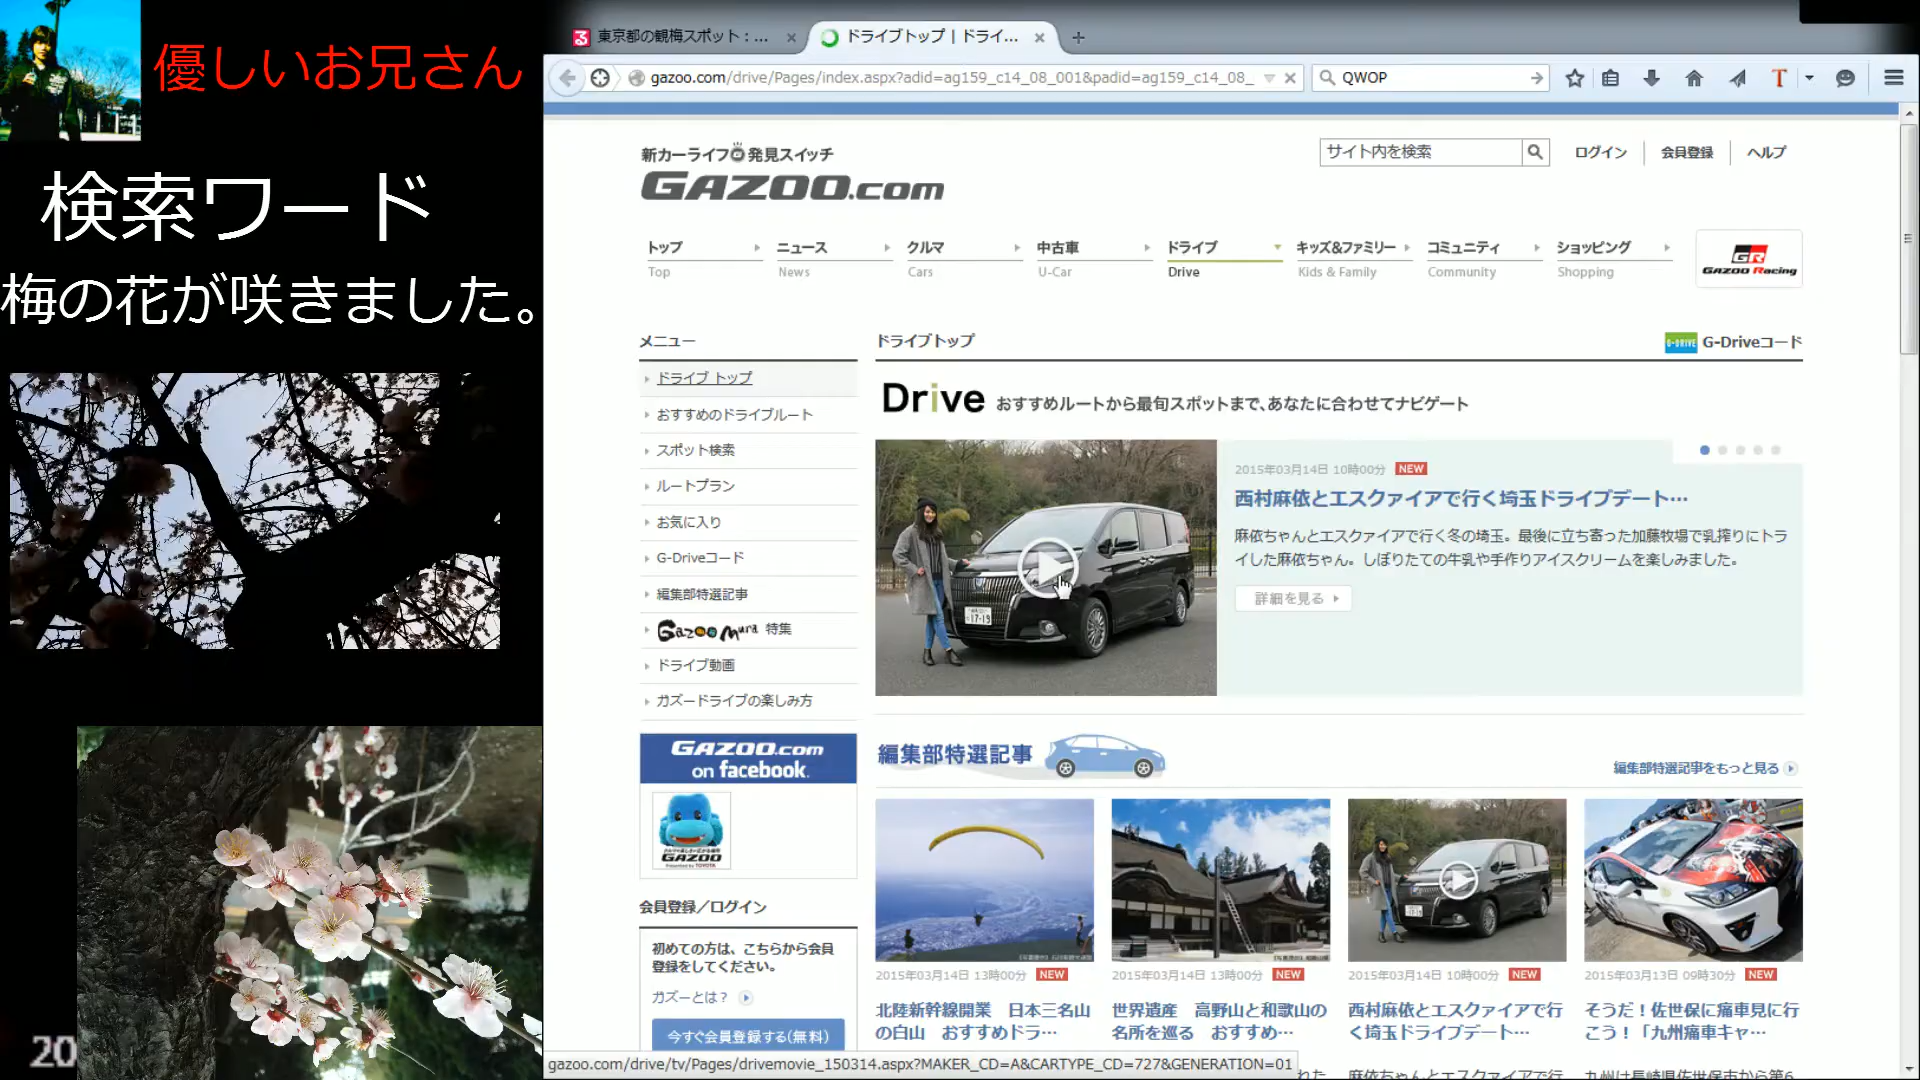 優しいお兄さん
検索ワード
梅の花が咲きました。
20
東京都の観梅スポット：...
ドライブトップ | ドライ...
gazoo.com/drive/Pages/index.aspx?adid=ag159_c14_08_001&padid=ag159_c14_08_
QWOP
新カーライフ発見スイッチ
GAZOO.com
サイト内を検索
ログイン
会員登録
ヘルプ
トップ
Top
ニュース
News
クルマ
Cars
中古車
U-Car
ドライブ
Drive
キッズ&ファミリー
Kids & Family
コミュニティ
Community
ショッピング
Shopping
GR
GAZOO Racing
メニュー
ドライブ トップ
おすすめのドライブルート
スポット検索
ルートプラン
お気に入り
G-Driveコード
編集部特選記事
GazooMura 特集
ドライブ動画
ガズードライブの楽しみ方
GAZOO.com
on facebook.
GAZOO
会員登録／ログイン
初めての方は、こちらから会員
登録をしてください。
ガズーとは？
今すぐ会員登録する(無料)
ドライブトップ
G-DRIVE G-Driveコード
Drive おすすめルートから最旬スポットまで、あなたに合わせてナビゲート
17-19
2015年03月14日 10時00分 NEW
西村麻依とエスクァイアで行く埼玉ドライブデート…
麻依ちゃんとエスクァイアで行く冬の埼玉。最後に立ち寄った加藤牧場で乳搾りにトラ
イした麻依ちゃん。しぼりたての牛乳や手作りアイスクリームを楽しみました。
詳細を見る
編集部特選記事
編集部特選記事をもっと見る
2015年03月14日 13時00分 NEW
北陸新幹線開業　日本三名山
の白山　おすすめドラ…
2015年03月14日 13時00分 NEW
世界遺産　高野山と和歌山の
名所を巡る　おすすめ…
2015年03月14日 10時00分 NEW
西村麻依とエスクァイアで行
く埼玉ドライブデート…
2015年03月13日 09時30分 NEW
そうだ！佐世保に痛車見に行
こう！「九州痛車キャ…
gazoo.com/drive/tv/Pages/drivemovie_150314.aspx?MAKER_CD=A&CARTYPE_CD=727&GENERATION=01